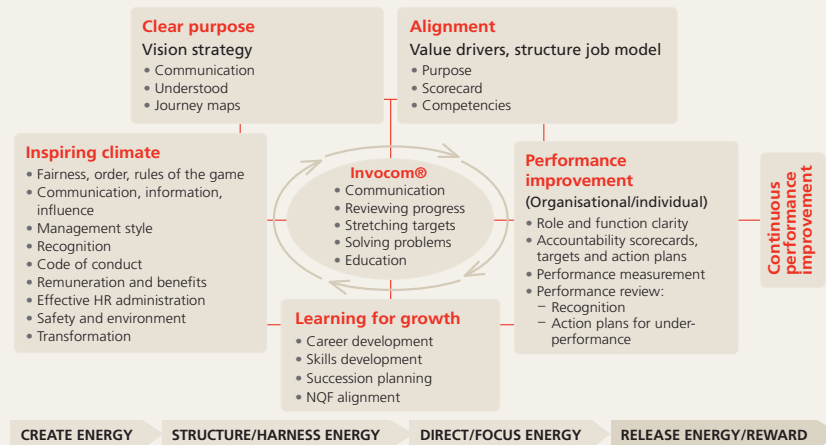 Clear purpose
Vision strategy
• Communication
• Understood
• Journey maps
Alignment
Value drivers, structure job model
• Purpose
• Scorecard
• Competencies
Inspiring climate
• Fairness, order, rules of the game
• Communication, information,
influence
• Management style
• Recognition
• Code of conduct
• Remuneration and benefits
• Effective HR administration
• Safety and environment
• Transformation
Invocom®
• Communication
• Reviewing progress
• Stretching targets
• Solving problems
• Education
Performance
improvement
(Organisational/individual)
• Role and function clarity
• Accountability scorecards,
targets and action plans
• Performance measurement
• Performance review:
– Recognition
– Action plans for under-
performance
Continuous
performance
improvement
Learning for growth
• Career development
• Skills development
• Succession planning
• NQF alignment
CREATE ENERGY
STRUCTURE/HARNESS ENERGY
DIRECT/FOCUS ENERGY
RELEASE ENERGY/REWARD